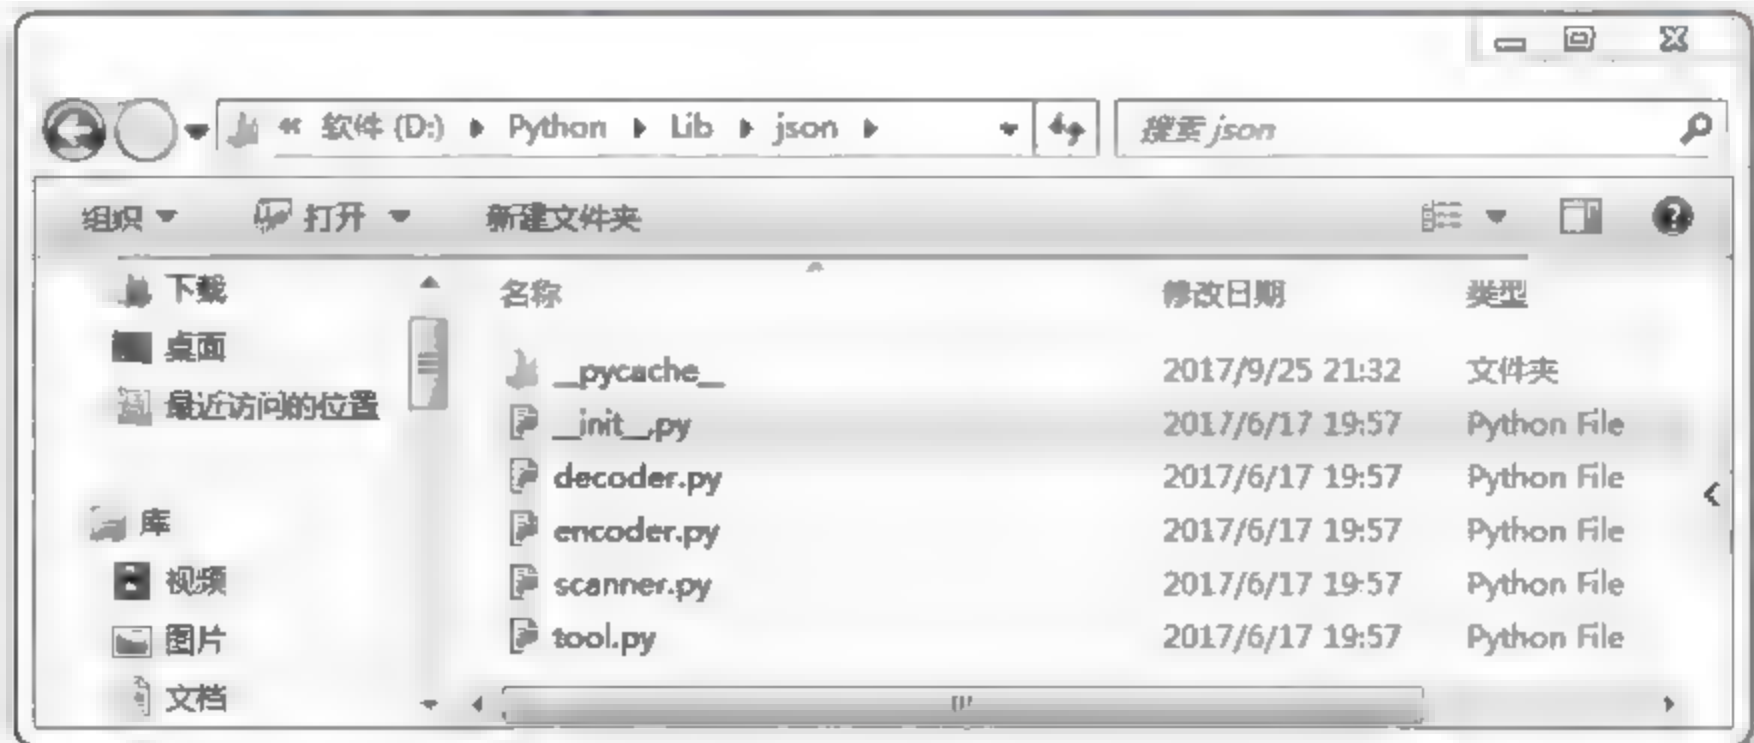 软件 (D:) Python Lib json 搜索 json
组织 打开 新建文件夹
下载
桌面
最近访问的位置
库
视频
图片
文档
名称 修改日期 类型
__pycache__ 2017/9/25 21:32 文件夹
__init__.py 2017/6/17 19:57 Python File
decoder.py 2017/6/17 19:57 Python File
encoder.py 2017/6/17 19:57 Python File
scanner.py 2017/6/17 19:57 Python File
tool.py 2017/6/17 19:57 Python File